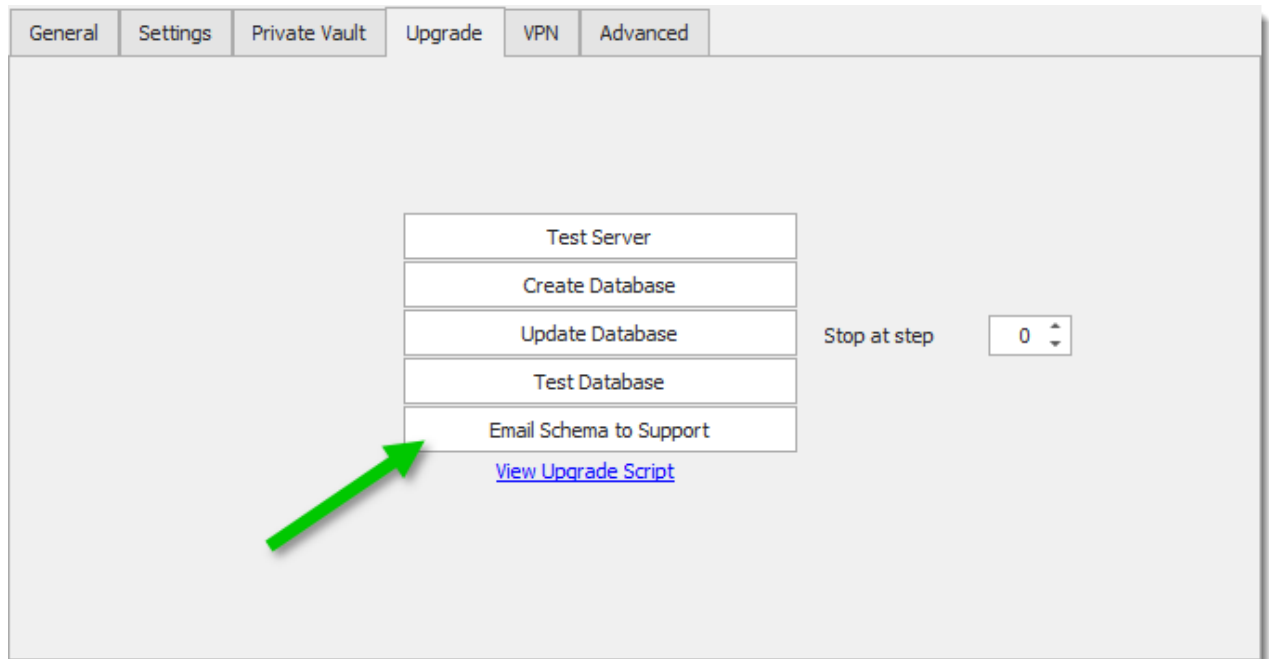 General Settings Private Vault Upgrade VPN Advanced
Test Server
Create Database
Update Database Stop at step 0
Test Database
Email Schema to Support
View Upgrade Script